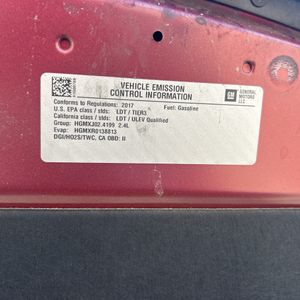 VEHICLE EMISSION
CONTROL INFORMATION
GM
GENERAL
MOTORS
LLC
Conforms to Regulations: 2017 Fuel: Gasoline
U.S. EPA class / stds: LDT / TIER3
California class / stds: LDT / ULEV Qualified
Group: HGMXJ02.4199 2.4L
Evap: HGMXR0138813
DGI/HO2S/TWC, CA OBD: II